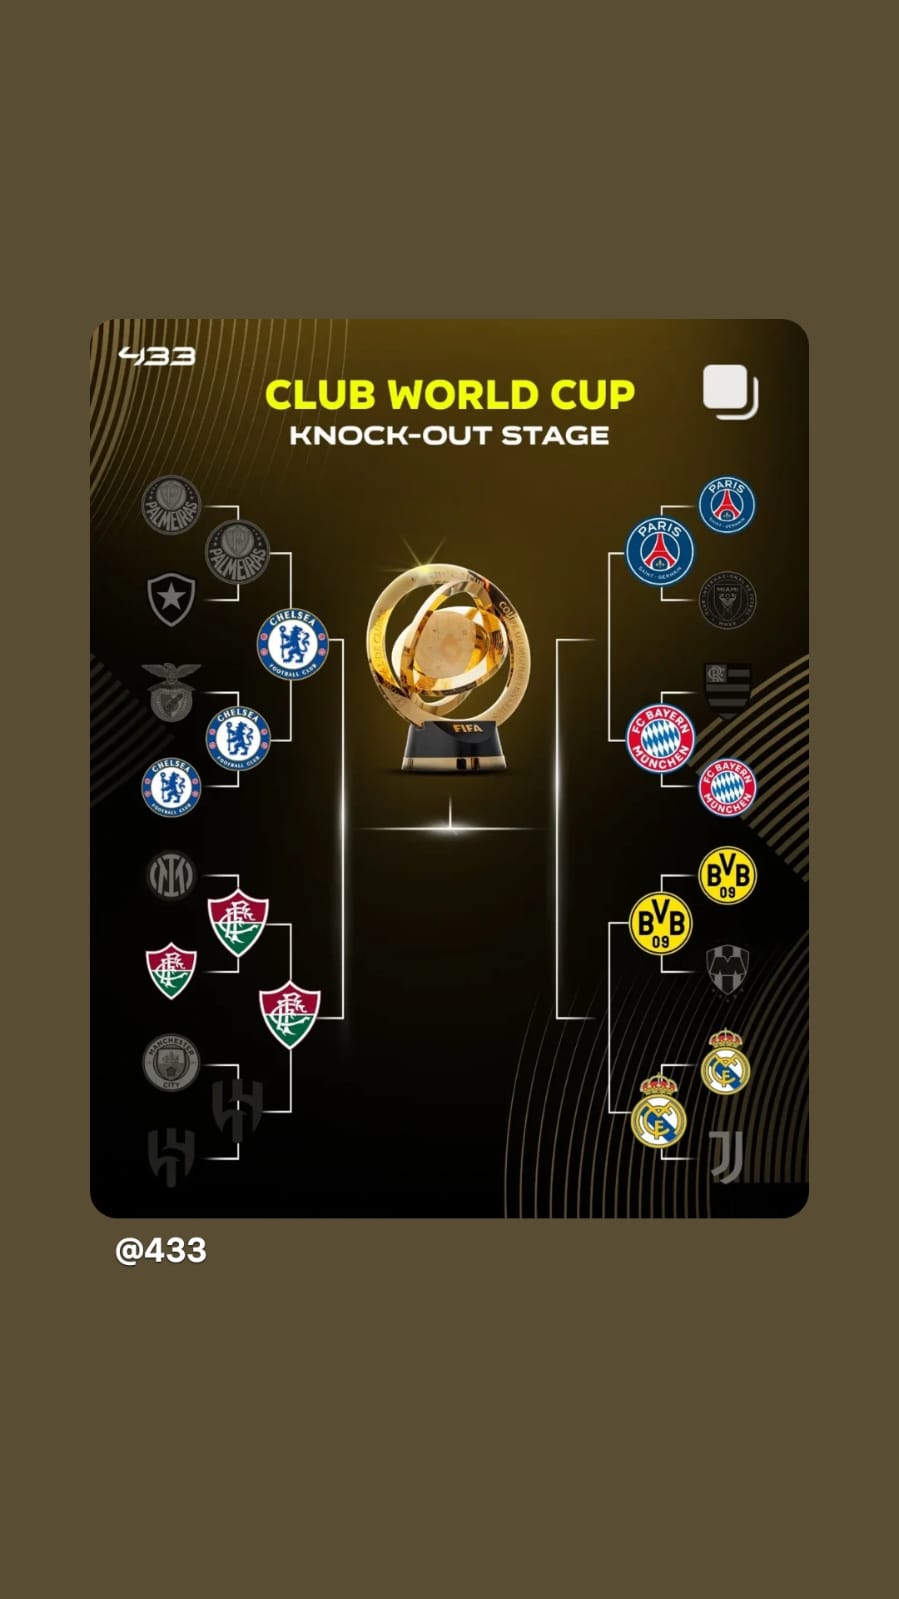 433
CLUB WORLD CUP
KNOCK-OUT STAGE
PALMEIRAS
PALMEIRAS
CHELSEA
FOOTBALL CLUB
CHELSEA
FOOTBALL CLUB
CHELSEA
FOOTBALL CLUB
MANCHESTER
CITY
FIFA
PARIS
SAINT-GERMAIN
PARIS
SAINT-GERMAIN
MIAMI
FC BAYERN
MÜNCHEN
FC BAYERN
MÜNCHEN
BVB
09
BVB
09
@433